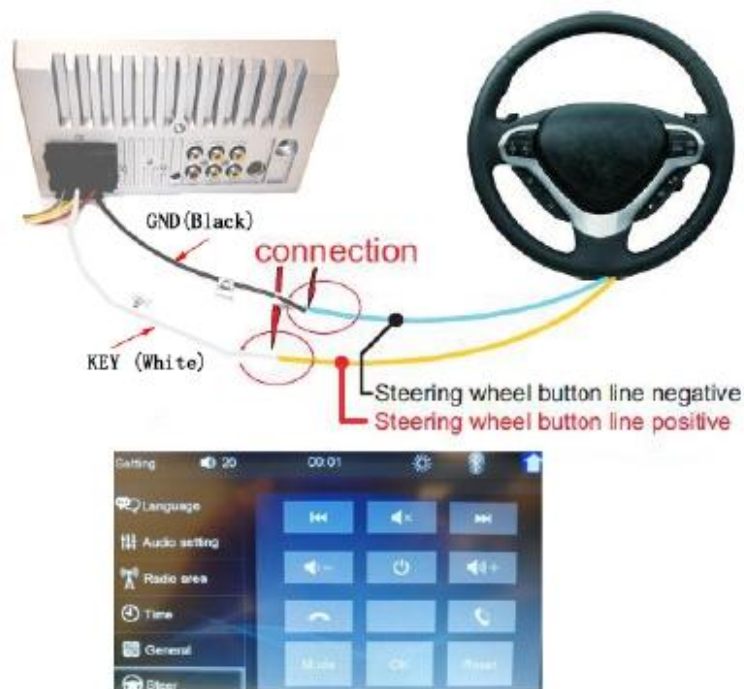 GND(Black)
connection
KEY (White)
Steering wheel button line negative
Steering wheel button line positive
Setting 20 00:01
Language
Audio setting
Radio area
Time
General
Steer
Mode OK Reset